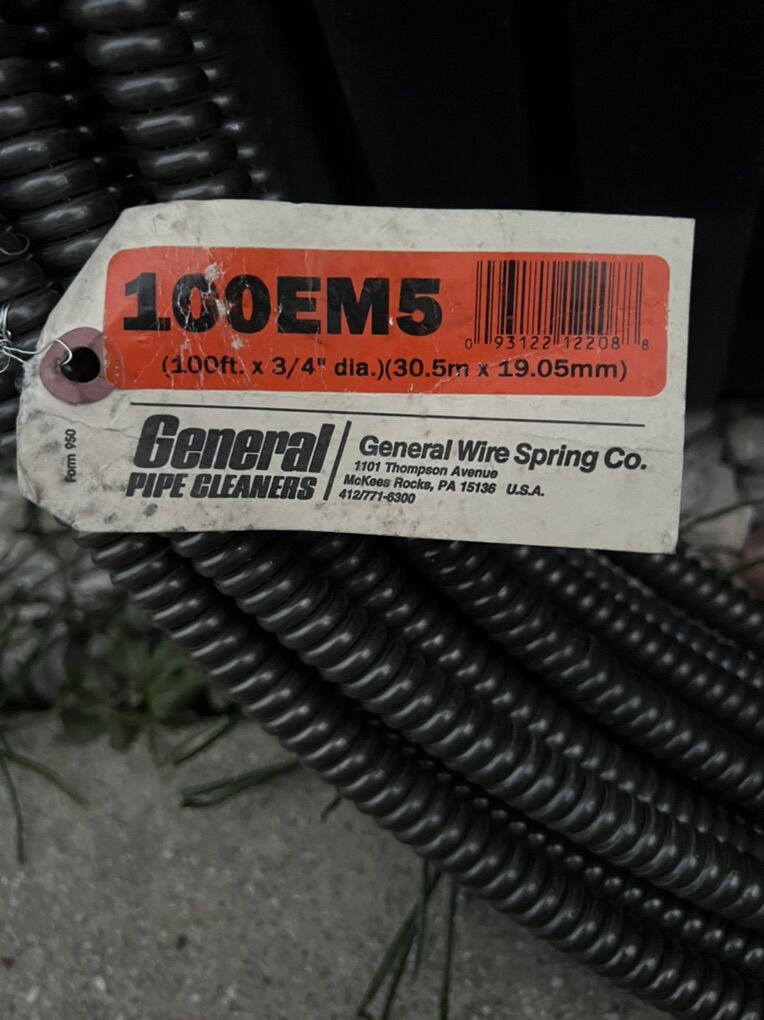 100EM5
0 93122 12208 8
(100ft. x 3/4" dia.)(30.5m x 19.05mm)
Form 950
General
PIPE CLEANERS
General Wire Spring Co.
1101 Thompson Avenue
McKees Rocks, PA 15136 U.S.A.
412/771-6300